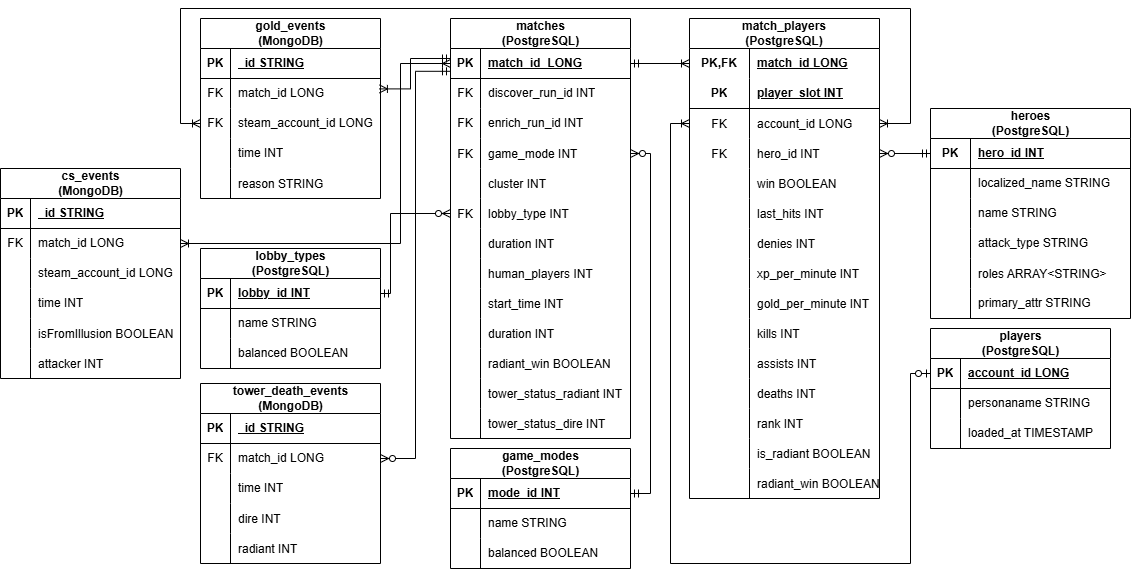 gold_events
(MongoDB)
PK _id STRING
FK match_id LONG
FK steam_account_id LONG
time INT
reason STRING
matches
(PostgreSQL)
PK match_id LONG
FK discover_run_id INT
FK enrich_run_id INT
FK game_mode INT
cluster INT
FK lobby_type INT
duration INT
human_players INT
start_time INT
duration INT
radiant_win BOOLEAN
tower_status_radiant INT
tower_status_dire INT
match_players
(PostgreSQL)
PK,FK match_id LONG
PK player_slot INT
FK account_id LONG
FK hero_id INT
win BOOLEAN
last_hits INT
denies INT
xp_per_minute INT
gold_per_minute INT
kills INT
assists INT
deaths INT
rank INT
is_radiant BOOLEAN
radiant_win BOOLEAN
heroes
(PostgreSQL)
PK hero_id INT
localized_name STRING
name STRING
attack_type STRING
roles ARRAY<STRING>
primary_attr STRING
cs_events
(MongoDB)
PK _id STRING
FK match_id LONG
steam_account_id LONG
time INT
isFromIllusion BOOLEAN
attacker INT
lobby_types
(PostgreSQL)
PK lobby_id INT
name STRING
balanced BOOLEAN
players
(PostgreSQL)
PK account_id LONG
personaname STRING
loaded_at TIMESTAMP
tower_death_events
(MongoDB)
PK _id STRING
FK match_id LONG
time INT
dire INT
radiant INT
game_modes
(PostgreSQL)
PK mode_id INT
name STRING
balanced BOOLEAN